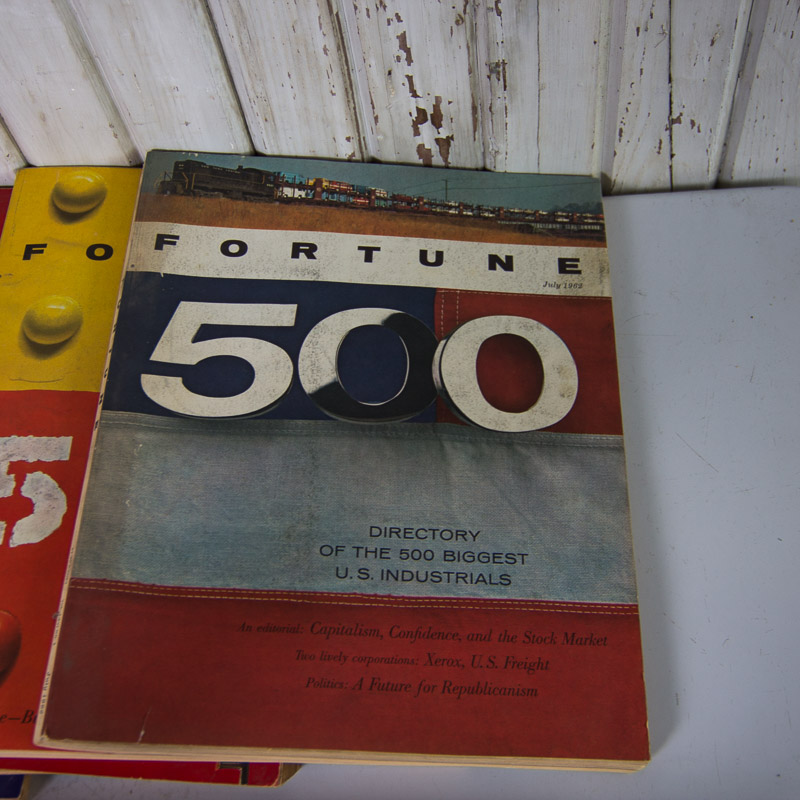 FORTUNE
July 1962
500
DIRECTORY
OF THE 500 BIGGEST
U.S. INDUSTRIALS
An editorial: Capitalism, Confidence, and the Stock Market
Two lively corporations: Xerox, U.S. Freight
Politics: A Future for Republicanism
FO
5